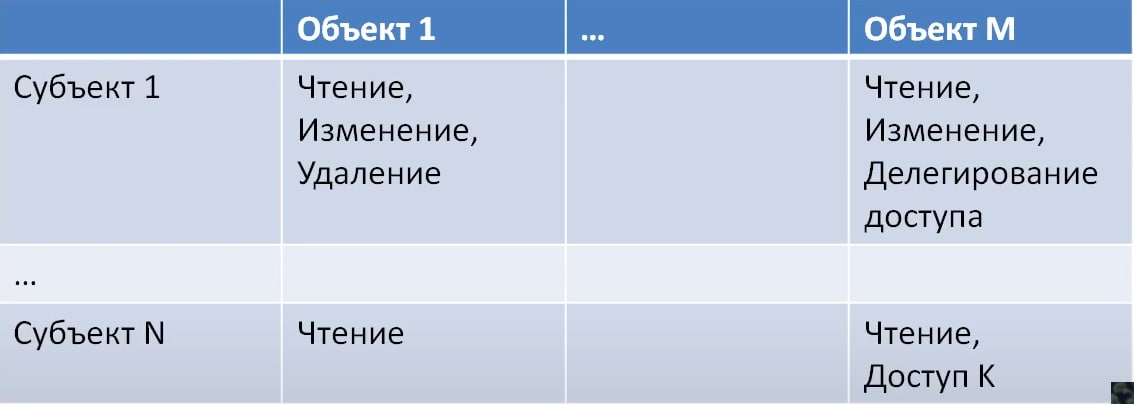 Объект 1 … Объект M
Субъект 1 Чтение, Чтение,
Изменение, Изменение,
Удаление Делегирование
доступа
…
Субъект N Чтение Чтение,
Доступ K